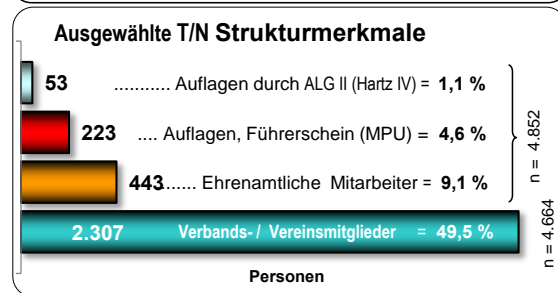 Ausgewählte T/N Strukturmerkmale
53 ........... Auflagen durch ALG II (Hartz IV) = 1,1 %
223 .... Auflagen, Führerschein (MPU) = 4,6 %
443 ....... Ehrenamtliche Mitarbeiter = 9,1 %
n = 4.852
2.307 Verbands- / Vereinsmitglieder = 49,5 %
n = 4.664
Personen